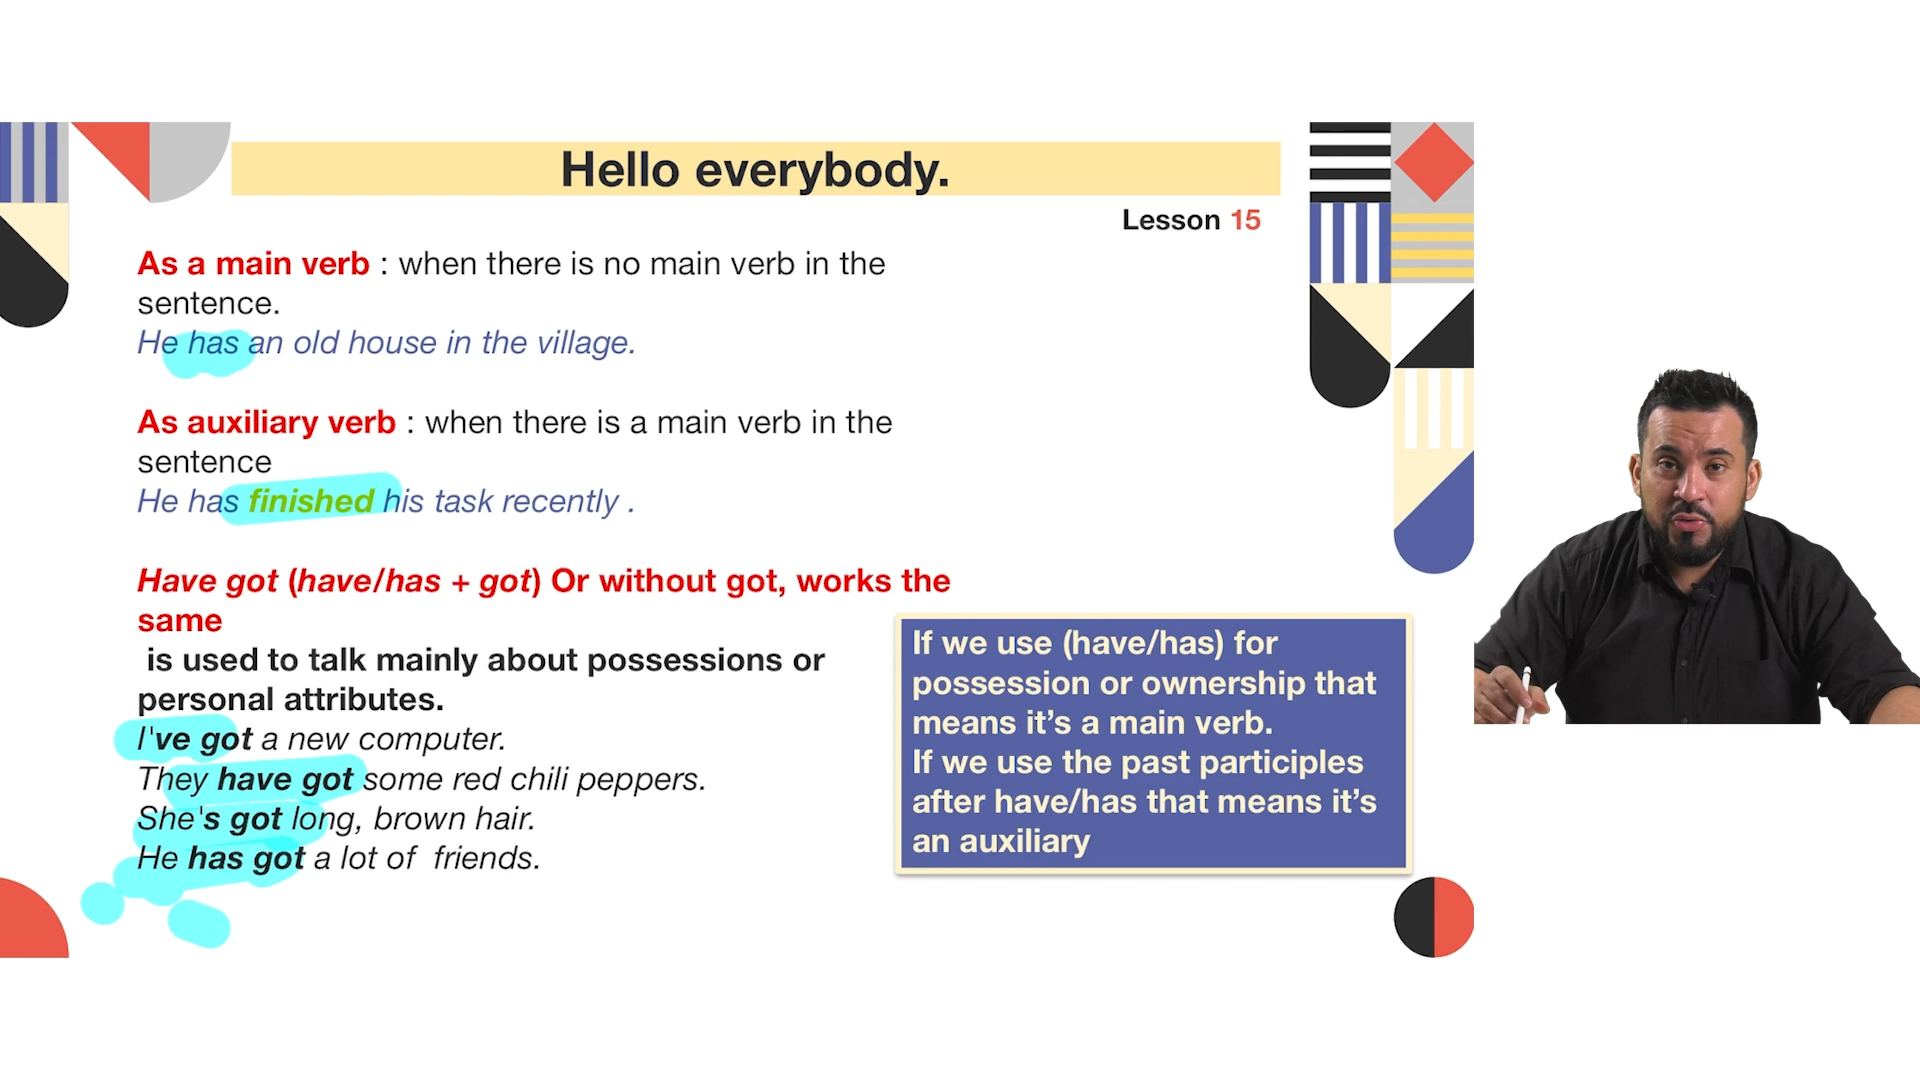 Hello everybody.
Lesson 15
As a main verb : when there is no main verb in the
sentence.
He has an old house in the village.
As auxiliary verb : when there is a main verb in the
sentence
He has finished his task recently .
Have got (have/has + got) Or without got, works the
same
is used to talk mainly about possessions or
personal attributes.
I've got a new computer.
They have got some red chili peppers.
She's got long, brown hair.
He has got a lot of  friends.
If we use (have/has) for
possession or ownership that
means it’s a main verb.
If we use the past participles
after have/has that means it’s
an auxiliary